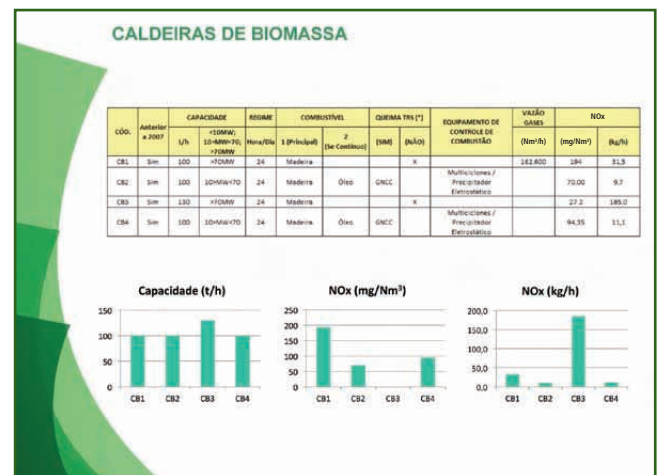 CALDEIRAS DE BIOMASSA
CÓD. Anterior a 2007 CAPACIDADE REGIME COMBUSTÍVEL QUEIMA TRS (*) EQUIPAMENTO DE CONTROLE DE COMBUSTÃO VAZÃO GASES NOx
t/h <10MW; 10>MW<70; >70MW Hora/Dia 1 (Principal) 2 (Se Contínuo) (SIM) (NÃO) (Nm³/h) (mg/Nm³) (kg/h)
CB1 Sim 100 >70MW 24 Madeira X 162.600 194 31,5
CB2 Sim 100 10>MW<70 24 Madeira Óleo GNCC Multiciclones / Precipitador Eletrostático 70,00 9,7
CB3 Sim 130 >70MW 24 Madeira X 27.2 185,0
CB4 Sim 100 10>MW<70 24 Madeira Óleo GNCC Multiciclones / Precipitador Eletrostático 94,35 11,1
Capacidade (t/h)
150
100
50
0
CB1 CB2 CB3 CB4
NOx (mg/Nm³)
250
200
150
100
50
0
CB1 CB2 CB3 CB4
NOx (kg/h)
200,0
150,0
100,0
50,0
0,0
CB1 CB2 CB3 CB4